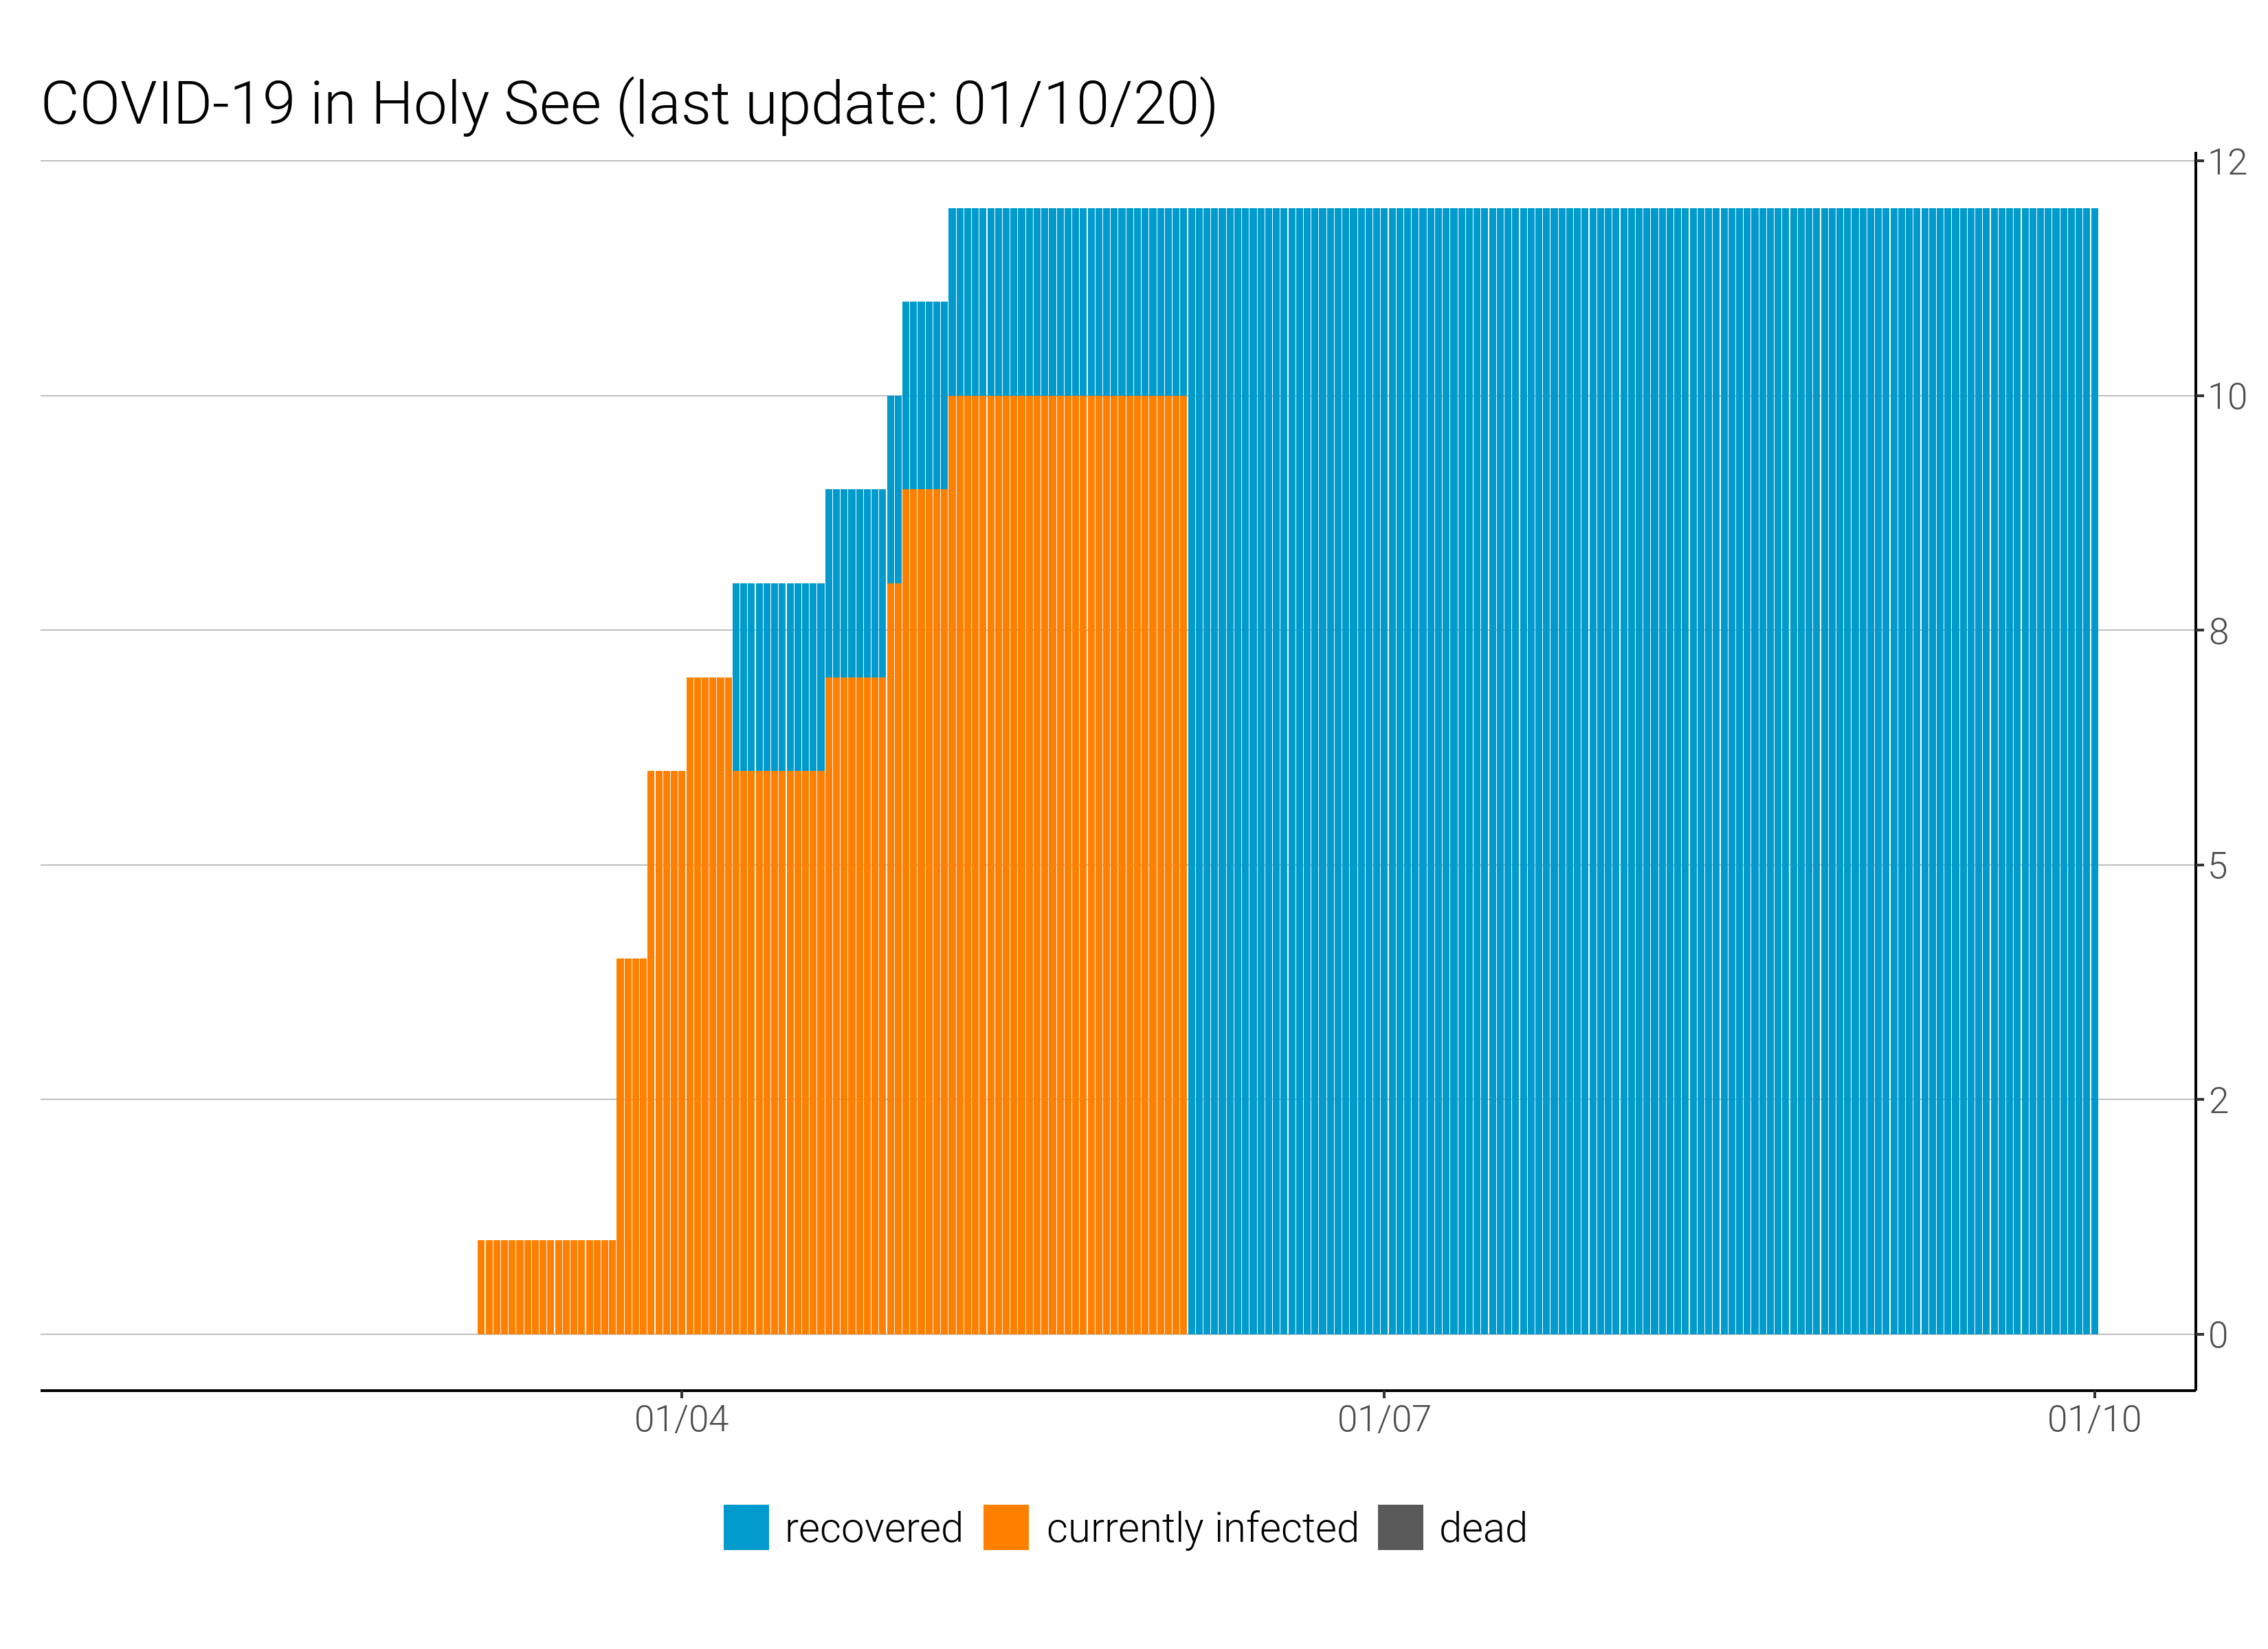 COVID-19 in Holy See (last update: 01/10/20)
12
10
8
5
2
0
01/04 01/07 01/10
recovered currently infected dead